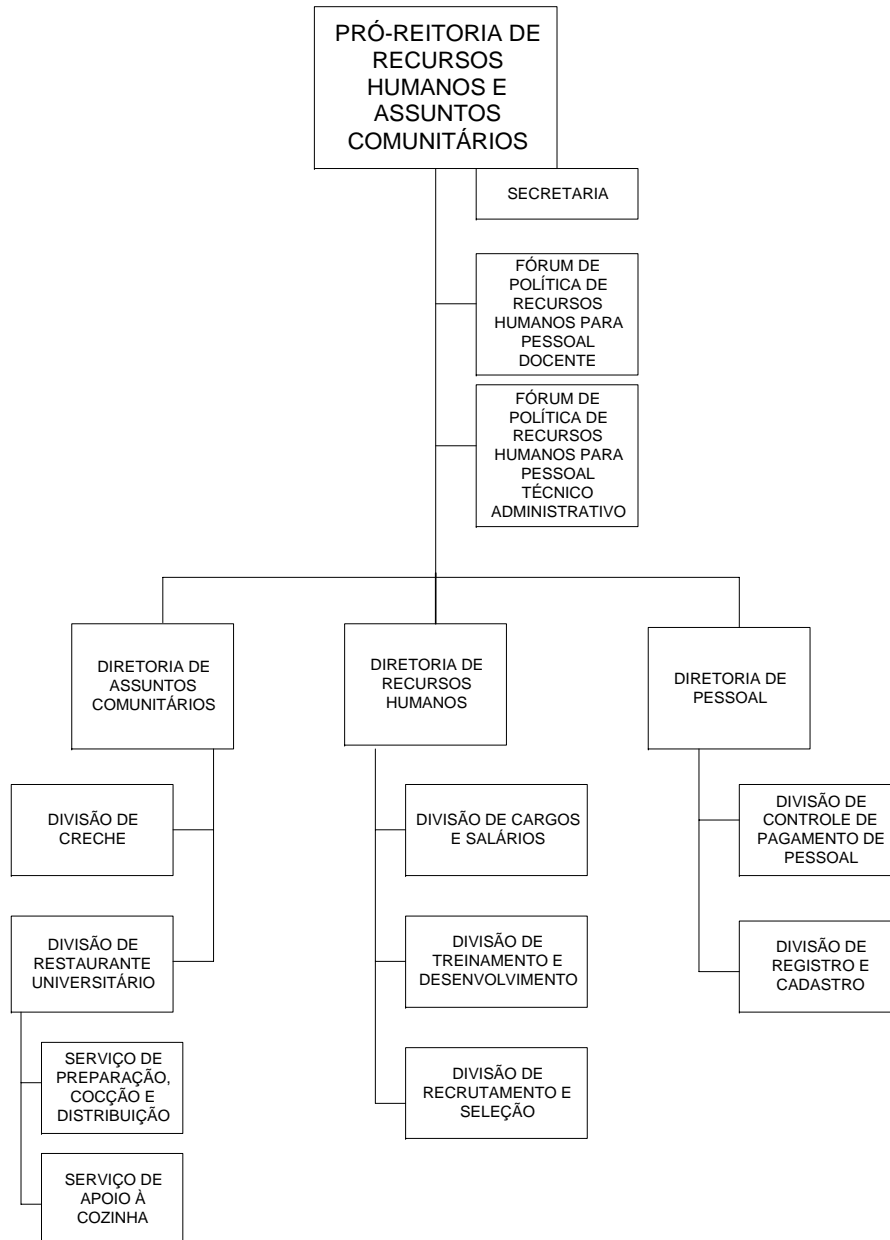 PRÓ-REITORIA DE
RECURSOS
HUMANOS E
ASSUNTOS
COMUNITÁRIOS
SECRETARIA
FÓRUM DE
POLÍTICA DE
RECURSOS
HUMANOS PARA
PESSOAL
DOCENTE
FÓRUM DE
POLÍTICA DE
RECURSOS
HUMANOS PARA
PESSOAL
TÉCNICO
ADMINISTRATIVO
DIRETORIA DE
ASSUNTOS
COMUNITÁRIOS
DIVISÃO DE
CRECHE
DIVISÃO DE
RESTAURANTE
UNIVERSITÁRIO
SERVIÇO DE
PREPARAÇÃO,
COCÇÃO E
DISTRIBUIÇÃO
SERVIÇO DE
APOIO À
COZINHA
DIRETORIA DE
RECURSOS
HUMANOS
DIVISÃO DE CARGOS
E SALÁRIOS
DIVISÃO DE
TREINAMENTO E
DESENVOLVIMENTO
DIVISÃO DE
RECRUTAMENTO E
SELEÇÃO
DIRETORIA DE
PESSOAL
DIVISÃO DE
CONTROLE DE
PAGAMENTO DE
PESSOAL
DIVISÃO DE
REGISTRO E
CADASTRO